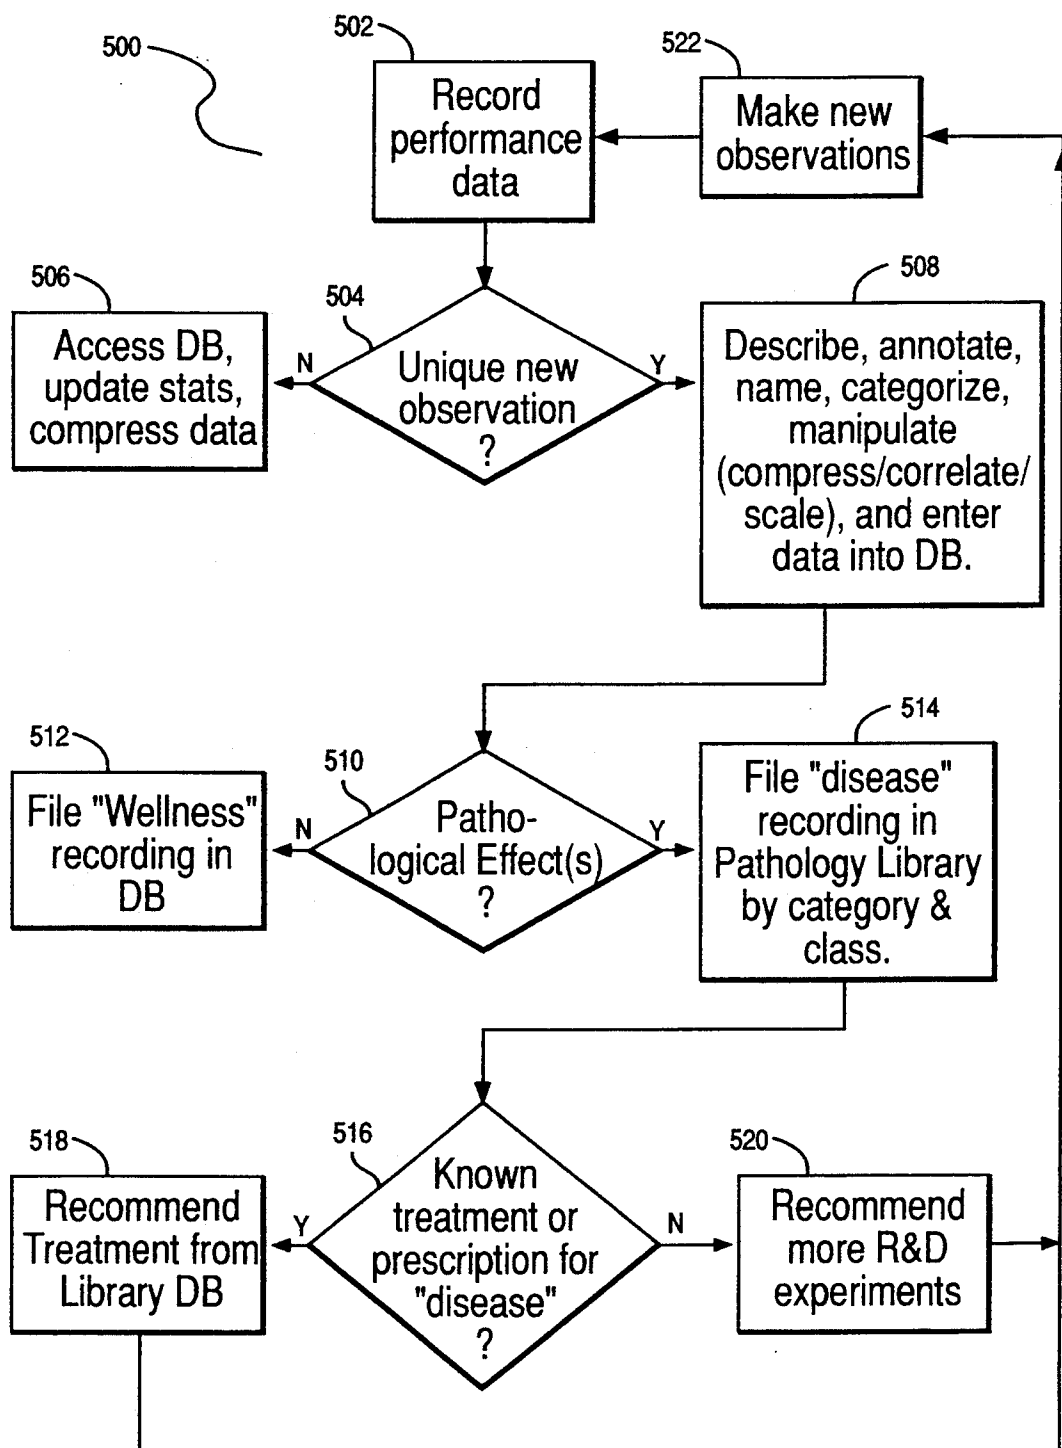 500
502
Record
performance
data
522
Make new
observations
506
Access DB,
update stats,
compress data
504
N
Unique new
observation
?
Y
508
Describe, annotate,
name, categorize,
manipulate
(compress/correlate/
scale), and enter
data into DB.
512
File "Wellness"
recording in
DB
510
N
Patho-
logical Effect(s)
?
Y
514
File "disease"
recording in
Pathology Library
by category &
class.
518
Recommend
Treatment from
Library DB
516
Y
Known
treatment or
prescription for
"disease"
?
N
520
Recommend
more R&D
experiments